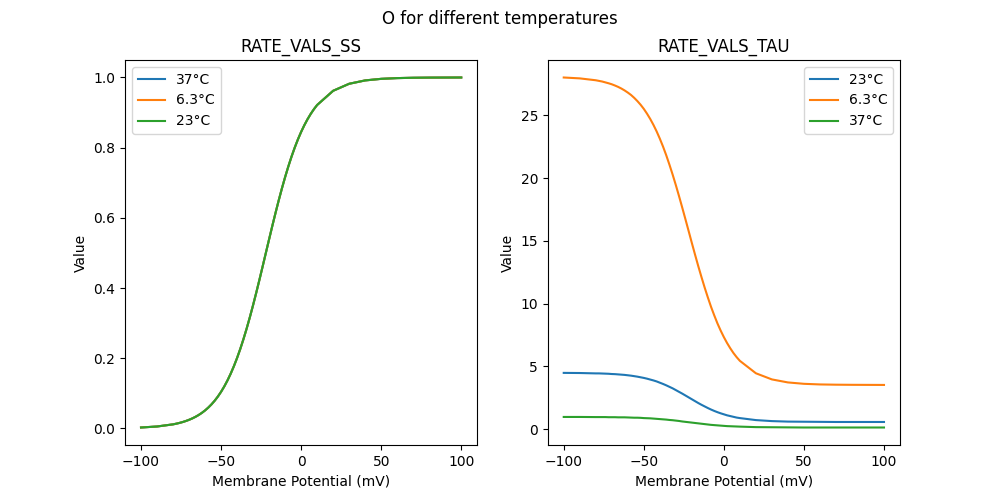 O for different temperatures
RATE_VALS_SS
37°C
6.3°C
23°C
1.0
0.8
0.6
0.4
0.2
0.0
Value
−100
−50
0
50
100
Membrane Potential (mV)
RATE_VALS_TAU
23°C
6.3°C
37°C
25
20
15
10
5
0
Value
−100
−50
0
50
100
Membrane Potential (mV)